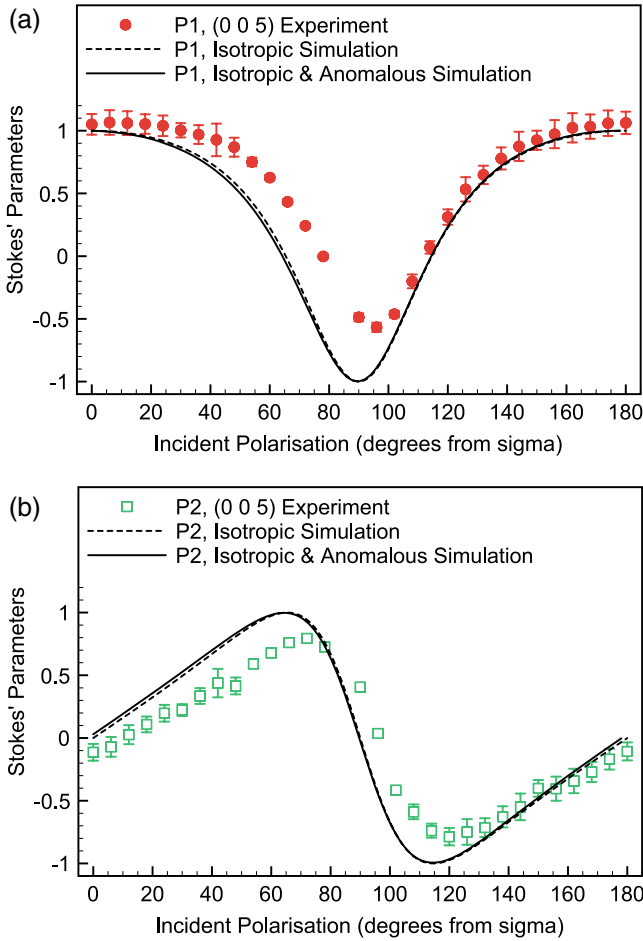 (a)
P1, (0 0 5) Experiment
P1, Isotropic Simulation
P1, Isotropic & Anomalous Simulation
1
0.5
0
-0.5
-1
Stokes' Parameters
0 20 40 60 80 100 120 140 160 180
Incident Polarisation (degrees from sigma)
(b)
P2, (0 0 5) Experiment
P2, Isotropic Simulation
P2, Isotropic & Anomalous Simulation
1
0.5
0
-0.5
-1
Stokes' Parameters
0 20 40 60 80 100 120 140 160 180
Incident Polarisation (degrees from sigma)